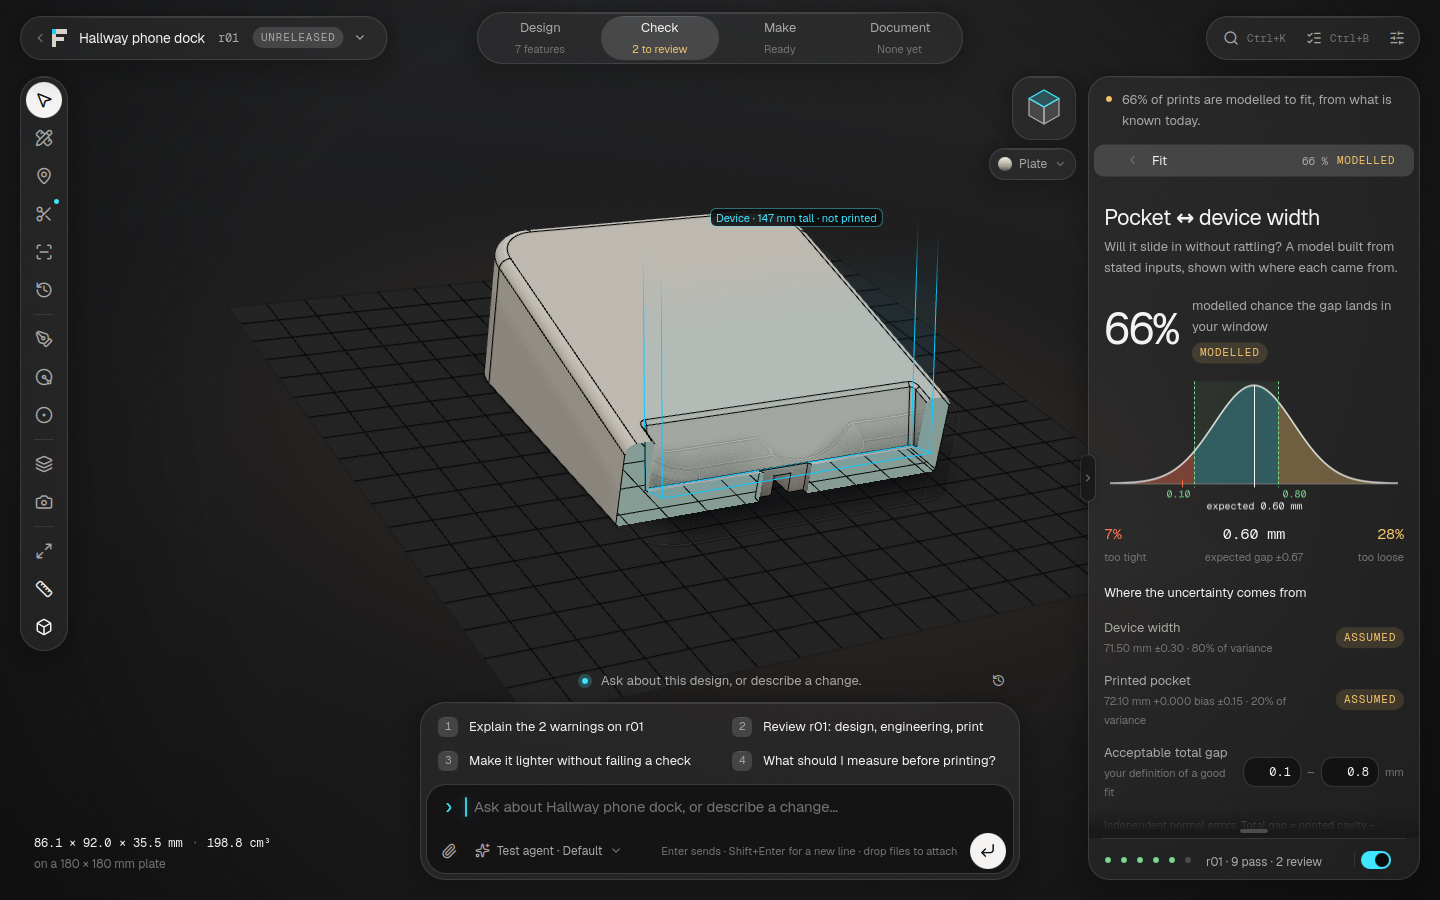 Hallway phone dock r01 UNRELEASED
Design
7 features
Check
2 to review
Make
Ready
Document
None yet
Ctrl+K
Ctrl+B
Plate
Device · 147 mm tall · not printed
66% of prints are modelled to fit, from what is
known today.
Fit 66 % MODELLED
Pocket ↔ device width
Will it slide in without rattling? A model built from
stated inputs, shown with where each came from.
66%
modelled chance the gap lands in
your window
MODELLED
0.10
0.80
expected 0.60 mm
7%
too tight
0.60 mm
expected gap ±0.67
28%
too loose
Where the uncertainty comes from
Device width
71.50 mm ±0.30 · 80% of variance
ASSUMED
Printed pocket
72.10 mm +0.000 bias ±0.15 · 20% of
variance
ASSUMED
Acceptable total gap
your definition of a good
fit
0.1 – 0.8 mm
Independent normal errors. Total gap = printed cavity –
r01 · 9 pass · 2 review
Ask about this design, or describe a change.
1 Explain the 2 warnings on r01
2 Review r01: design, engineering, print
3 Make it lighter without failing a check
4 What should I measure before printing?
Ask about Hallway phone dock, or describe a change...
Test agent · Default
Enter sends · Shift+Enter for a new line · drop files to attach
86.1 × 92.0 × 35.5 mm · 198.8 cm³
on a 180 × 180 mm plate